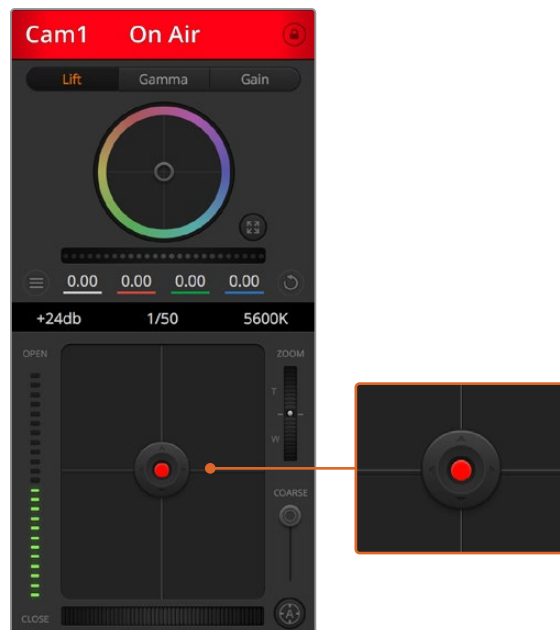 Cam1 On Air
Lift Gamma Gain
0.00 0.00 0.00 0.00
+24db 1/50 5600K
OPEN ZOOM
T
W
COARSE
CLOSE A